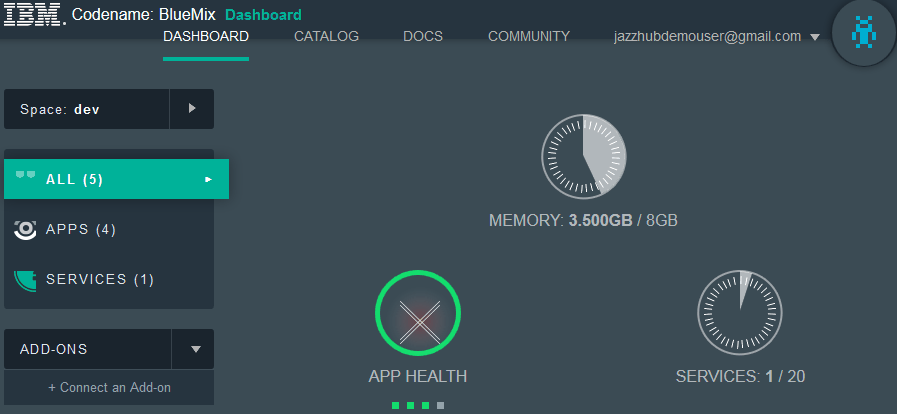 IBM. Codename: BlueMix Dashboard
DASHBOARD CATALOG DOCS COMMUNITY jazzhubdemouser@gmail.com
Space: dev
ALL (5)
APPS (4)
SERVICES (1)
ADD-ONS
+ Connect an Add-on
MEMORY: 3.500GB / 8GB
APP HEALTH
SERVICES: 1 / 20